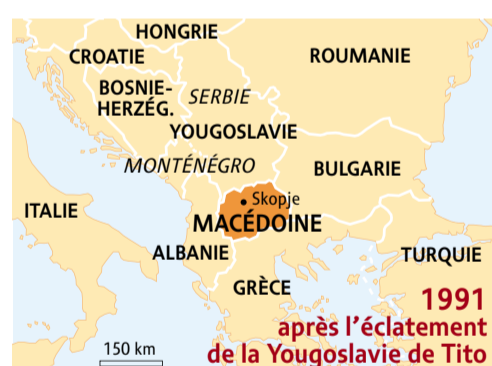 HONGRIE
CROATIE
ROUMANIE
BOSNIE-
HERZÉG.
SERBIE
YOUGOSLAVIE
MONTÉNÉGRO
BULGARIE
Skopje
ITALIE
MACÉDOINE
ALBANIE
TURQUIE
GRÈCE
1991
après l'éclatement
de la Yougoslavie de Tito
150 km